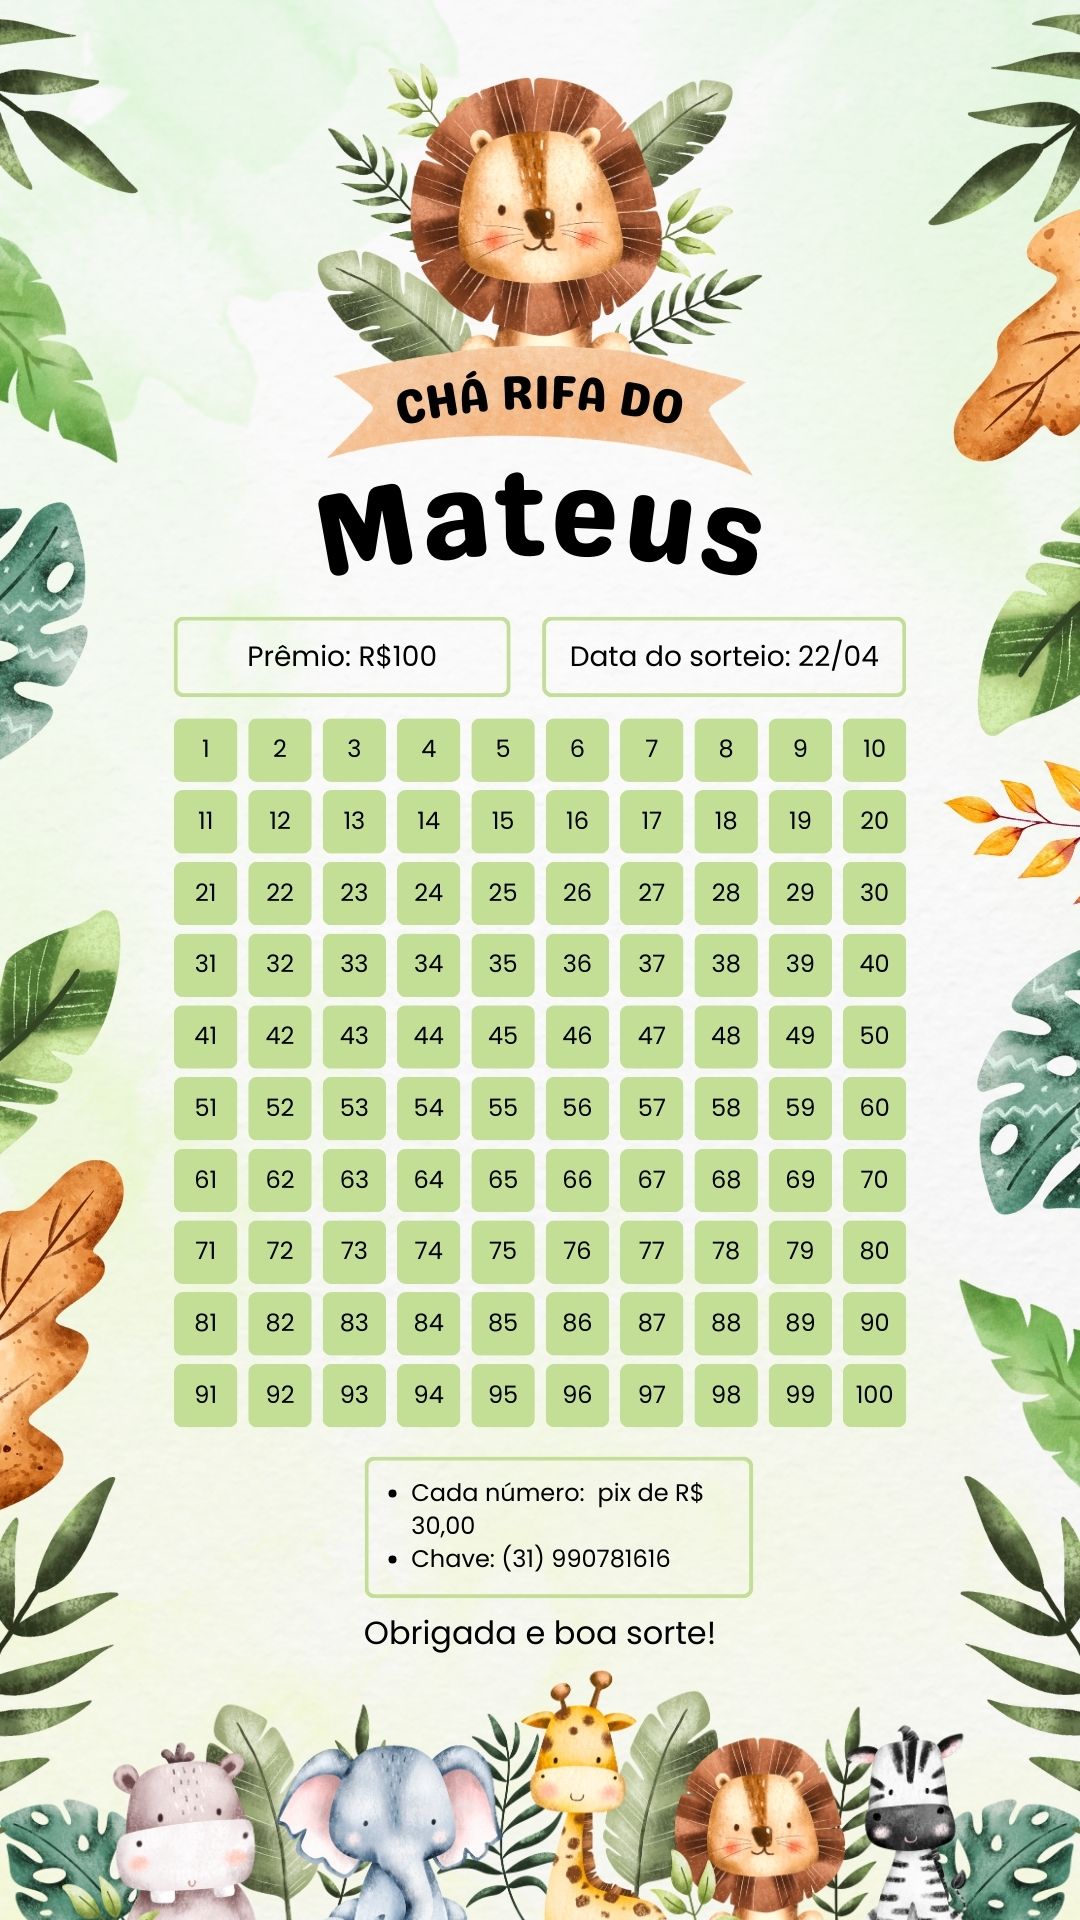 CHÁ RIFA DO
Mateus
Prêmio: R$100
Data do sorteio: 22/04
1 2 3 4 5 6 7 8 9 10
11 12 13 14 15 16 17 18 19 20
21 22 23 24 25 26 27 28 29 30
31 32 33 34 35 36 37 38 39 40
41 42 43 44 45 46 47 48 49 50
51 52 53 54 55 56 57 58 59 60
61 62 63 64 65 66 67 68 69 70
71 72 73 74 75 76 77 78 79 80
81 82 83 84 85 86 87 88 89 90
91 92 93 94 95 96 97 98 99 100
• Cada número:  pix de R$
30,00
• Chave: (31) 990781616
Obrigada e boa sorte!